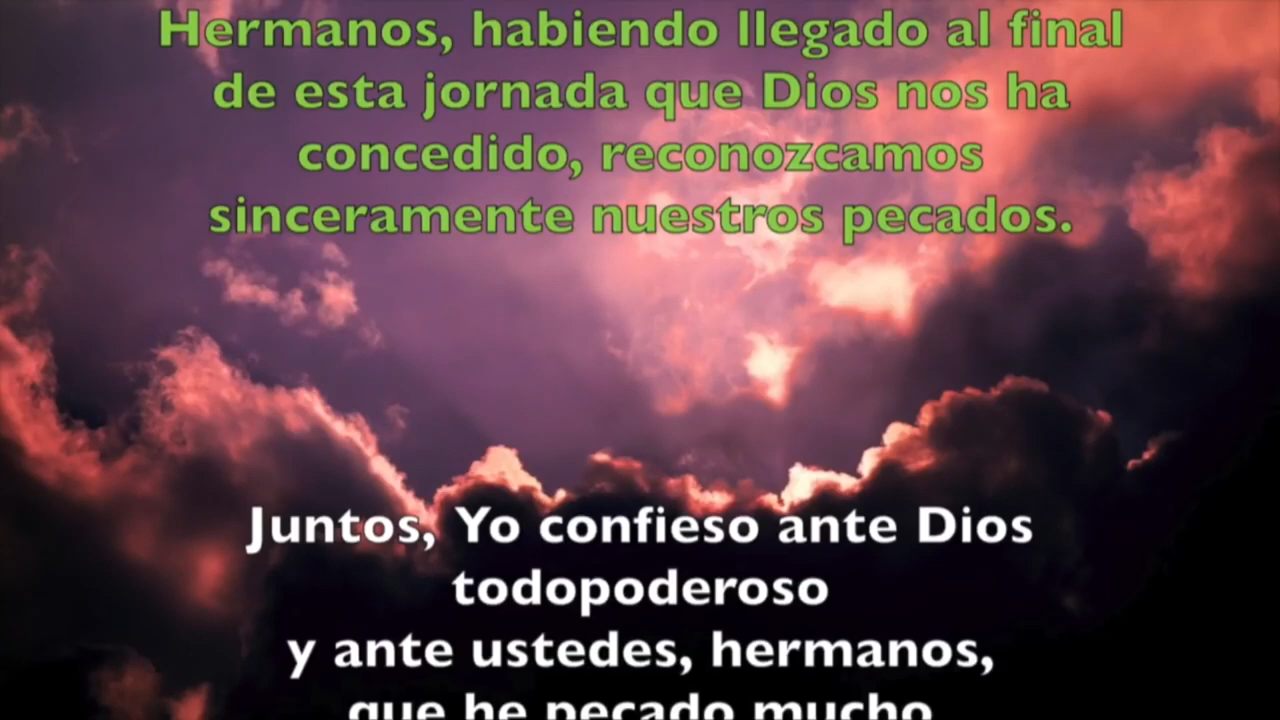 Hermanos, habiendo llegado al final
de esta jornada que Dios nos ha
concedido, reconozcamos
sinceramente nuestros pecados.
Juntos, Yo confieso ante Dios
todopoderoso
y ante ustedes, hermanos,
que he pecado mucho